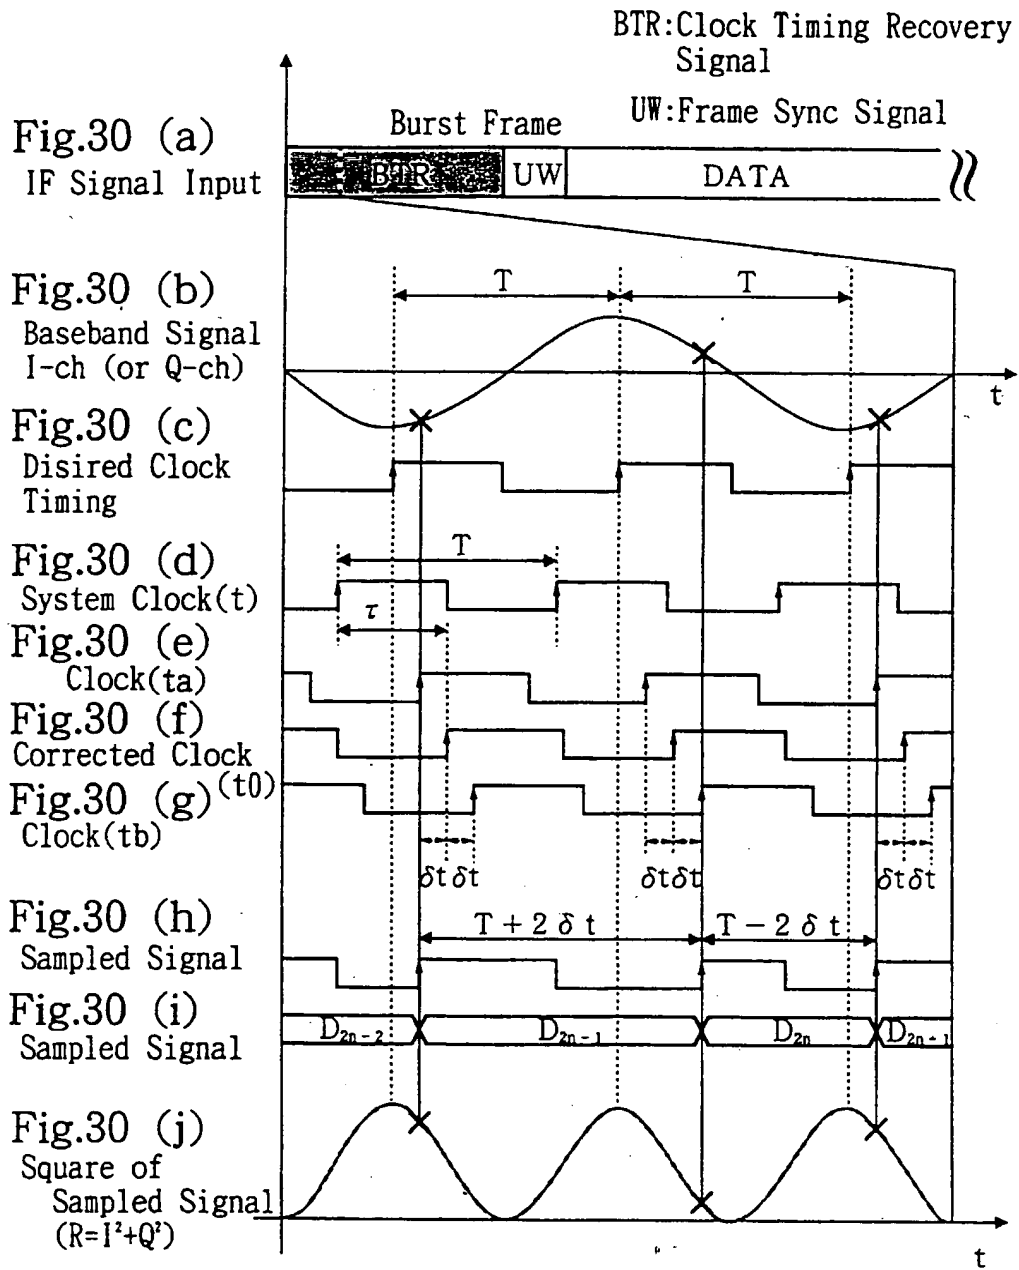 BTR:Clock Timing Recovery
Signal
UW:Frame Sync Signal
Burst Frame
Fig.30 (a)
IF Signal Input
BTR
UW
DATA
Fig.30 (b)
T
T
Baseband Signal
I-ch (or Q-ch)
t
Fig.30 (c)
Disired Clock
Timing
Fig.30 (d)
T
System Clock(t)
τ
Fig.30 (e)
Clock(ta)
Fig.30 (f)
Corrected Clock
(t0)
Fig.30 (g)
Clock(tb)
δt δt
δt δt
δt δt
Fig.30 (h)
T + 2 δ t
T - 2 δ t
Sampled Signal
Fig.30 (i)
Sampled Signal
D2n-2
D2n-1
D2n
D2n+1
Fig.30 (j)
Square of
Sampled Signal
(R=I²+Q²)
t